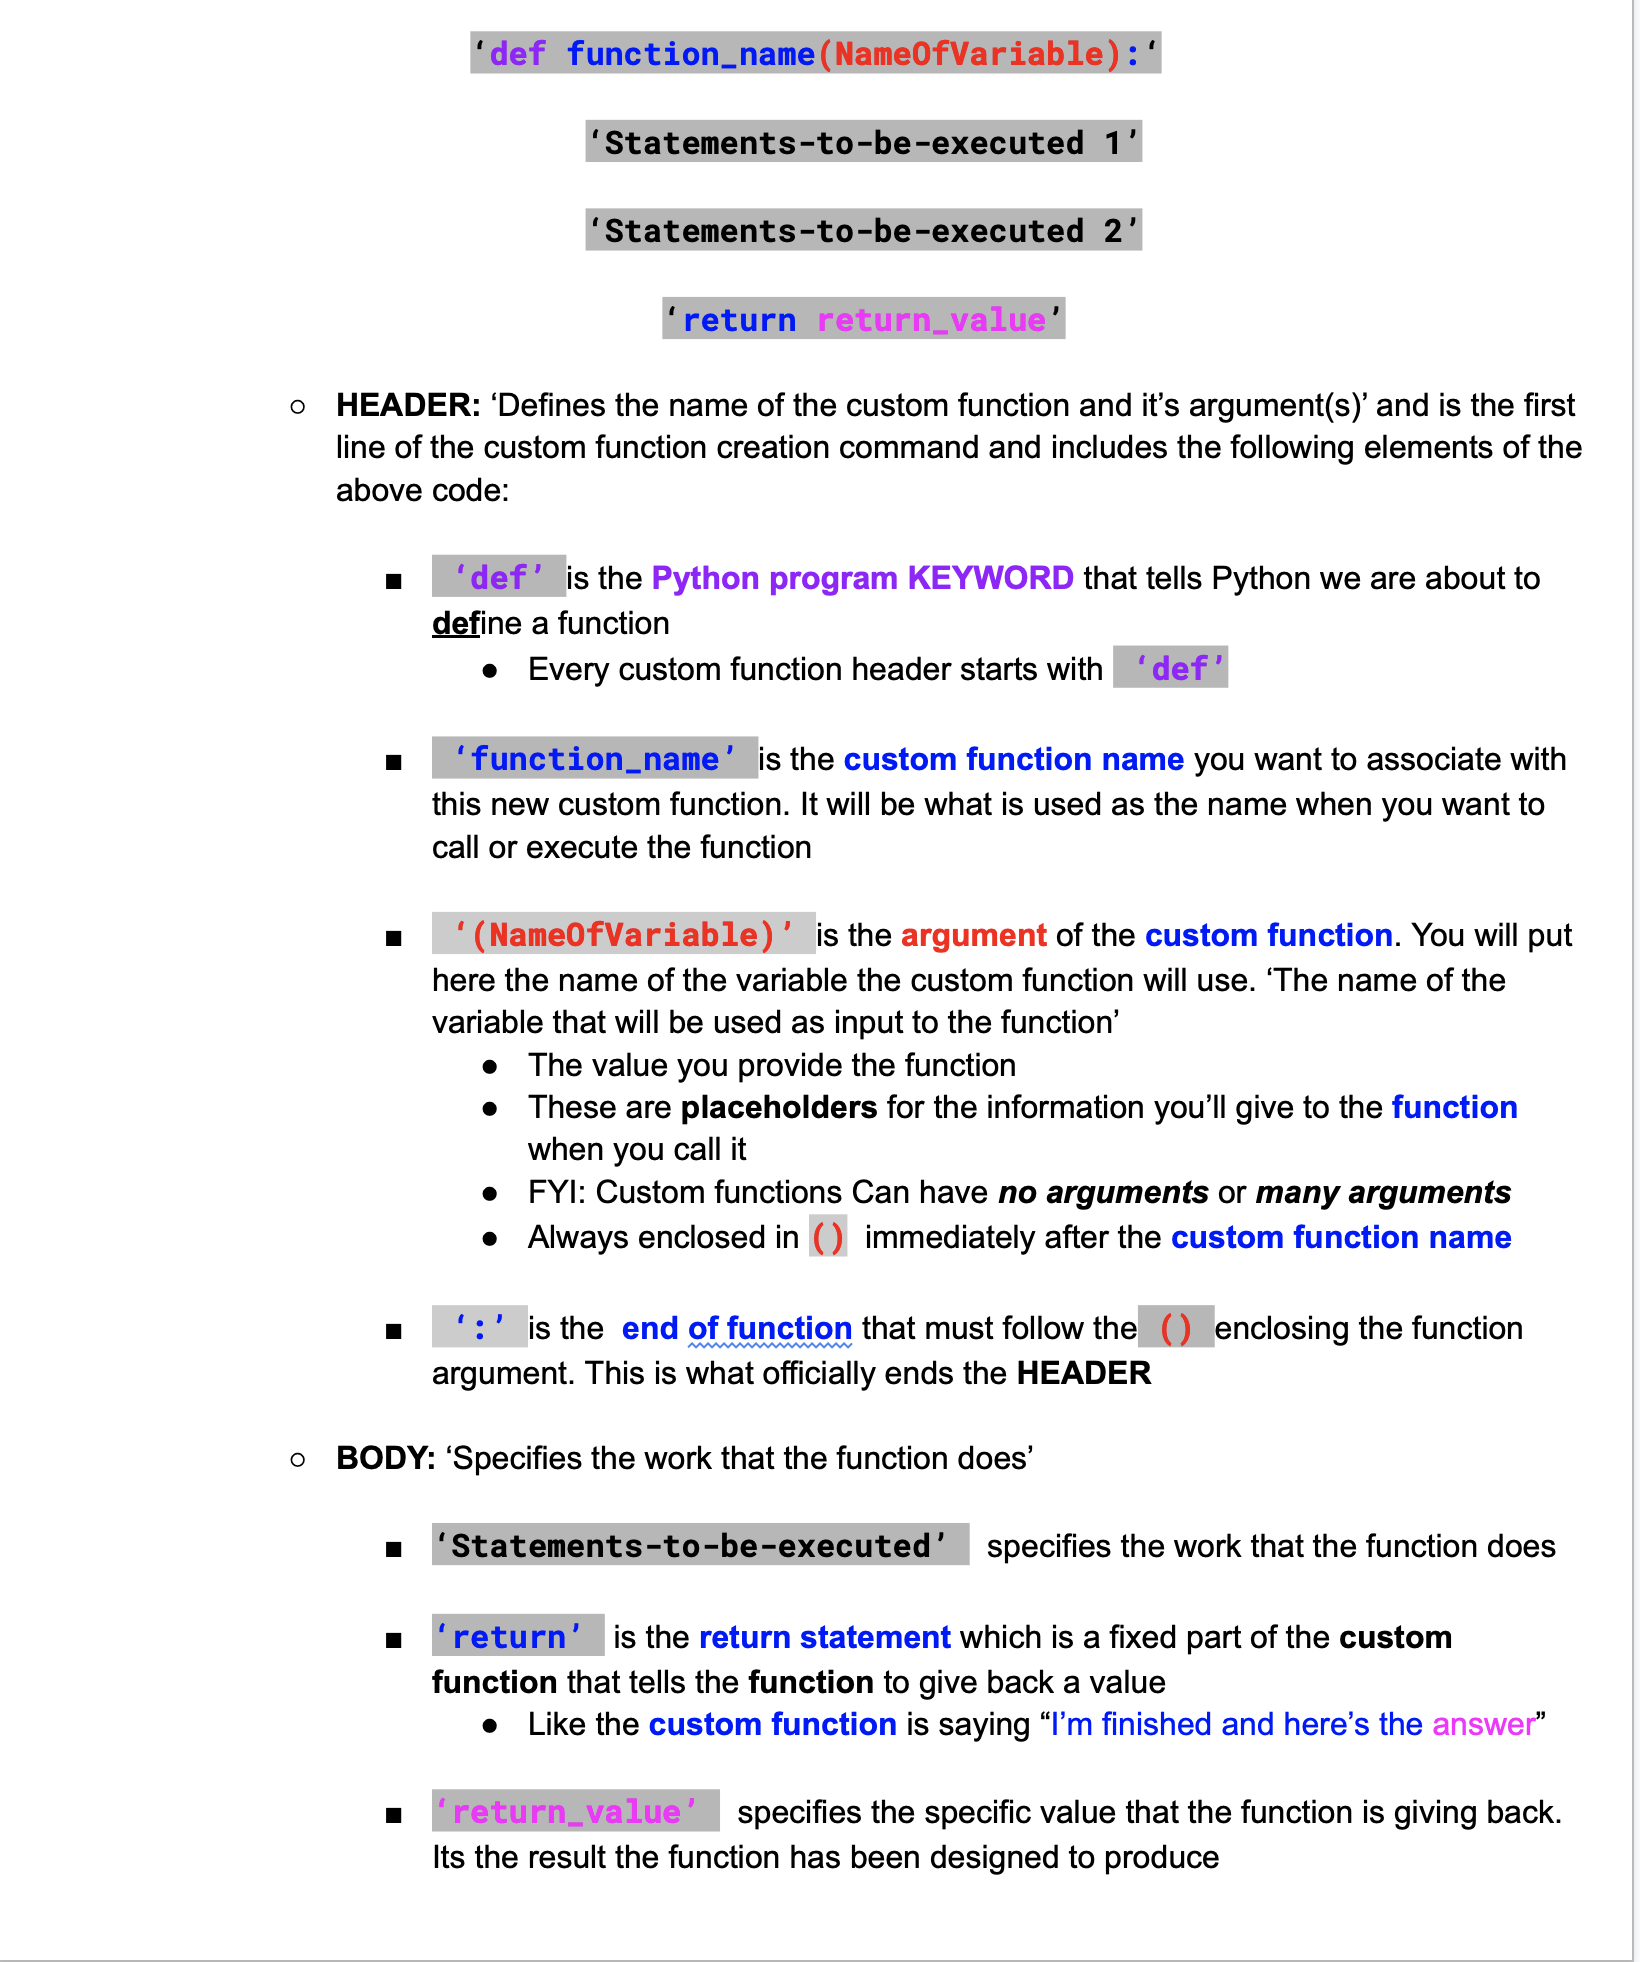 ‘def function_name(NameOfVariable):‘
‘Statements-to-be-executed 1’
‘Statements-to-be-executed 2’
‘return return_value’
○ HEADER: ‘Defines the name of the custom function and it’s argument(s)’ and is the first
line of the custom function creation command and includes the following elements of the
above code:
■ ‘def’ is the Python program KEYWORD that tells Python we are about to
define a function
● Every custom function header starts with ‘def’
■ ‘function_name’ is the custom function name you want to associate with
this new custom function. It will be what is used as the name when you want to
call or execute the function
■ ‘(NameOfVariable)’ is the argument of the custom function. You will put
here the name of the variable the custom function will use. ‘The name of the
variable that will be used as input to the function’
● The value you provide the function
● These are placeholders for the information you’ll give to the function
when you call it
● FYI: Custom functions Can have no arguments or many arguments
● Always enclosed in () immediately after the custom function name
■ ‘:’ is the end of function that must follow the () enclosing the function
argument. This is what officially ends the HEADER
○ BODY: ‘Specifies the work that the function does’
■ ‘Statements-to-be-executed’ specifies the work that the function does
■ ‘return’ is the return statement which is a fixed part of the custom
function that tells the function to give back a value
● Like the custom function is saying “I’m finished and here’s the answer”
■ ‘return_value’ specifies the specific value that the function is giving back.
Its the result the function has been designed to produce